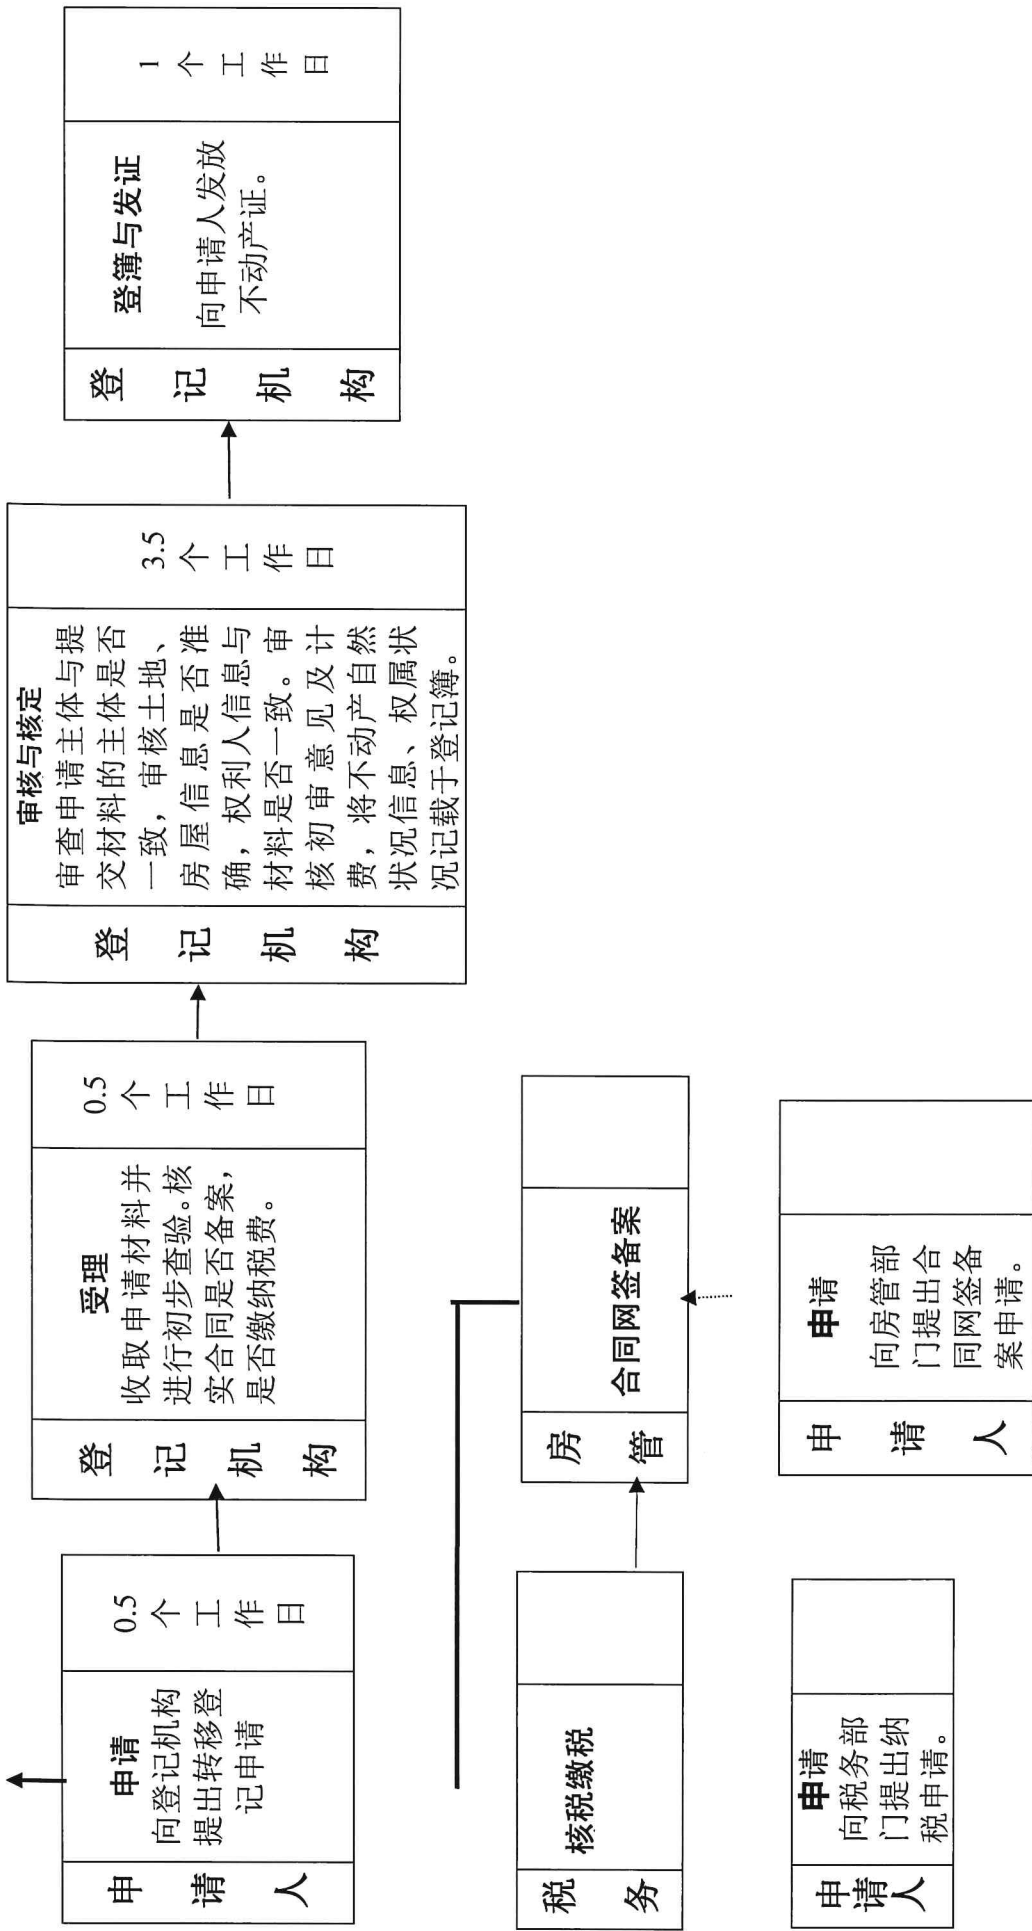 申请人
申请
向登记机构
提出转移登
记申请
0.5
个工作日
登记机构
受理
收取申请材料并
进行初步查验。核
实合同是否备案，
是否缴纳税费。
0.5
个工作日
登记机构
审核与核定
审查申请主体与提
交材料的主体是否
一致，审核土地、
房屋信息是否准
确，权利人信息与
材料是否一致。审
核初审意见及计
费，将不动产自然
状况信息、权属状
况记载于登记簿。
3.5
个工作日
登记机构
登簿与发证
向申请人发放
不动产证。
1
个工作日
税务
核税缴税
房管
合同网签备案
申请人
申请
向税务部
门提出纳
税申请。
申请人
申请
向房管部
门提出合
同网签备
案申请。